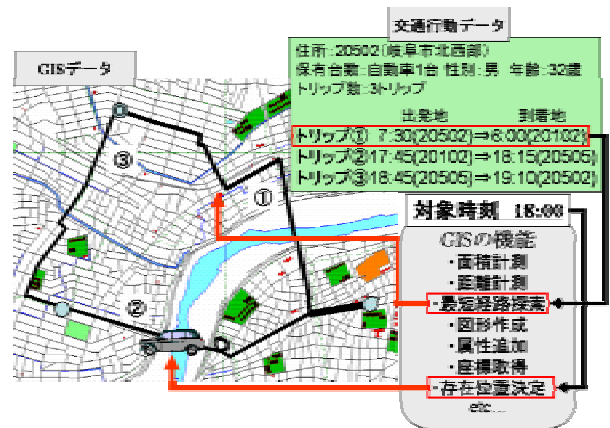 交通行動データ
住所:20502(岐阜市北西部)
保有台数:自動車1台 性別:男 年齢:32歳
トリップ数:3トリップ
出発地 到着地
トリップ① 7:30(20502)⇒8:00(20102)
トリップ②17:45(20102)⇒18:15(20505)
トリップ③18:45(20505)⇒19:10(20502)
GISデータ
③
①
②
対象時刻 18:00
GISの機能
・面積計測
・距離計測
・最短経路探索
・図形作成
・属性追加
・座標取得
・存在位置決定
etc...